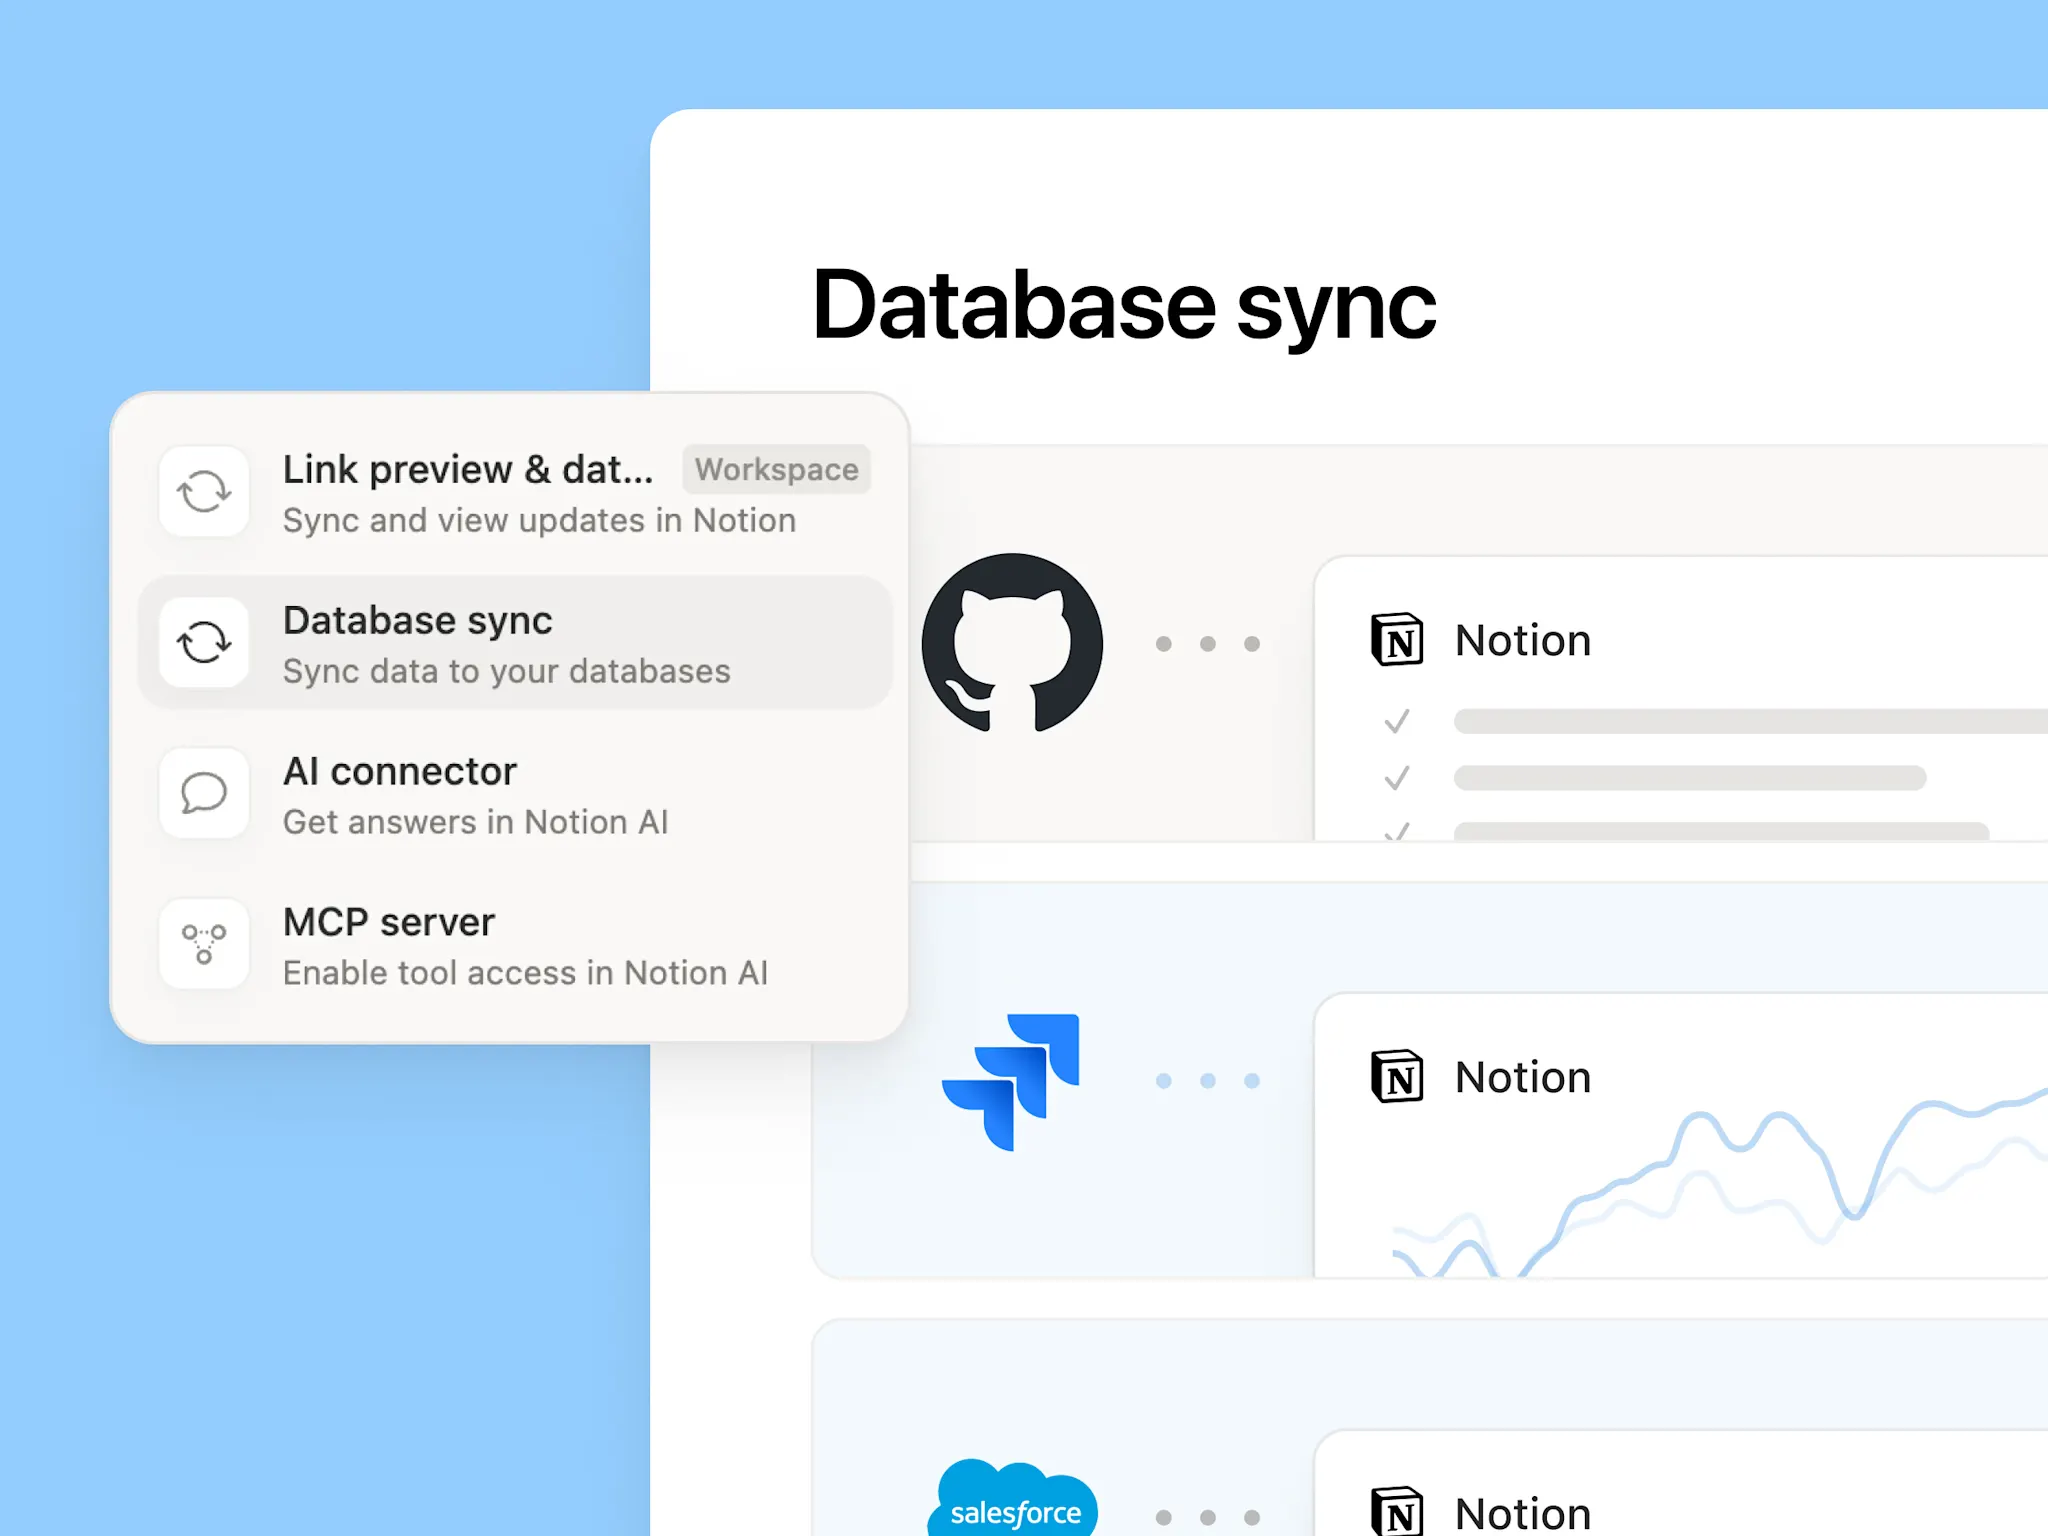 Database sync
Link preview & dat... Workspace
Sync and view updates in Notion
Database sync
Sync data to your databases
AI connector
Get answers in Notion AI
MCP server
Enable tool access in Notion AI
N Notion
N Notion
salesforce
N Notion